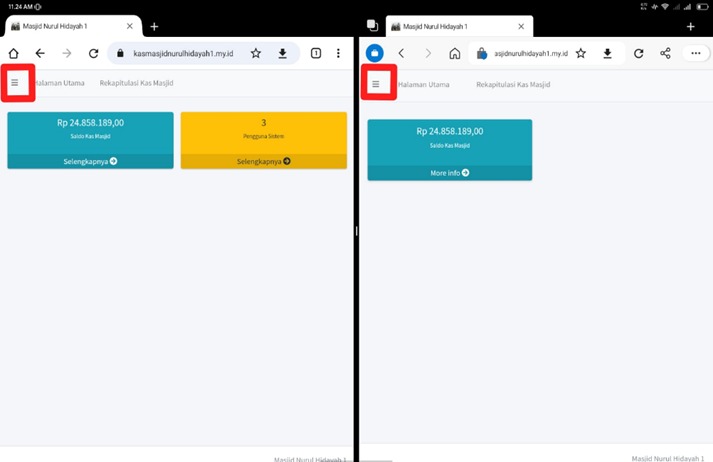 11.24 AM
Masjid Nurul Hidayah 1
kasmasjidnurulhidayah1.my.id
1
Halaman Utama
Rekapitulasi Kas Masjid
Rp 24.858.189,00
Saldo Kas Masjid
Selengkapnya
3
Pengguna Sistem
Selengkapnya
Masjid Nurul Hidayah 1
Masjid Nurul Hidayah 1
asjidnurulhidayah1.my.id
Halaman Utama
Rekapitulasi Kas Masjid
Rp 24.858.189,00
Saldo Kas Masjid
More info
Masjid Nurul Hidayah 1